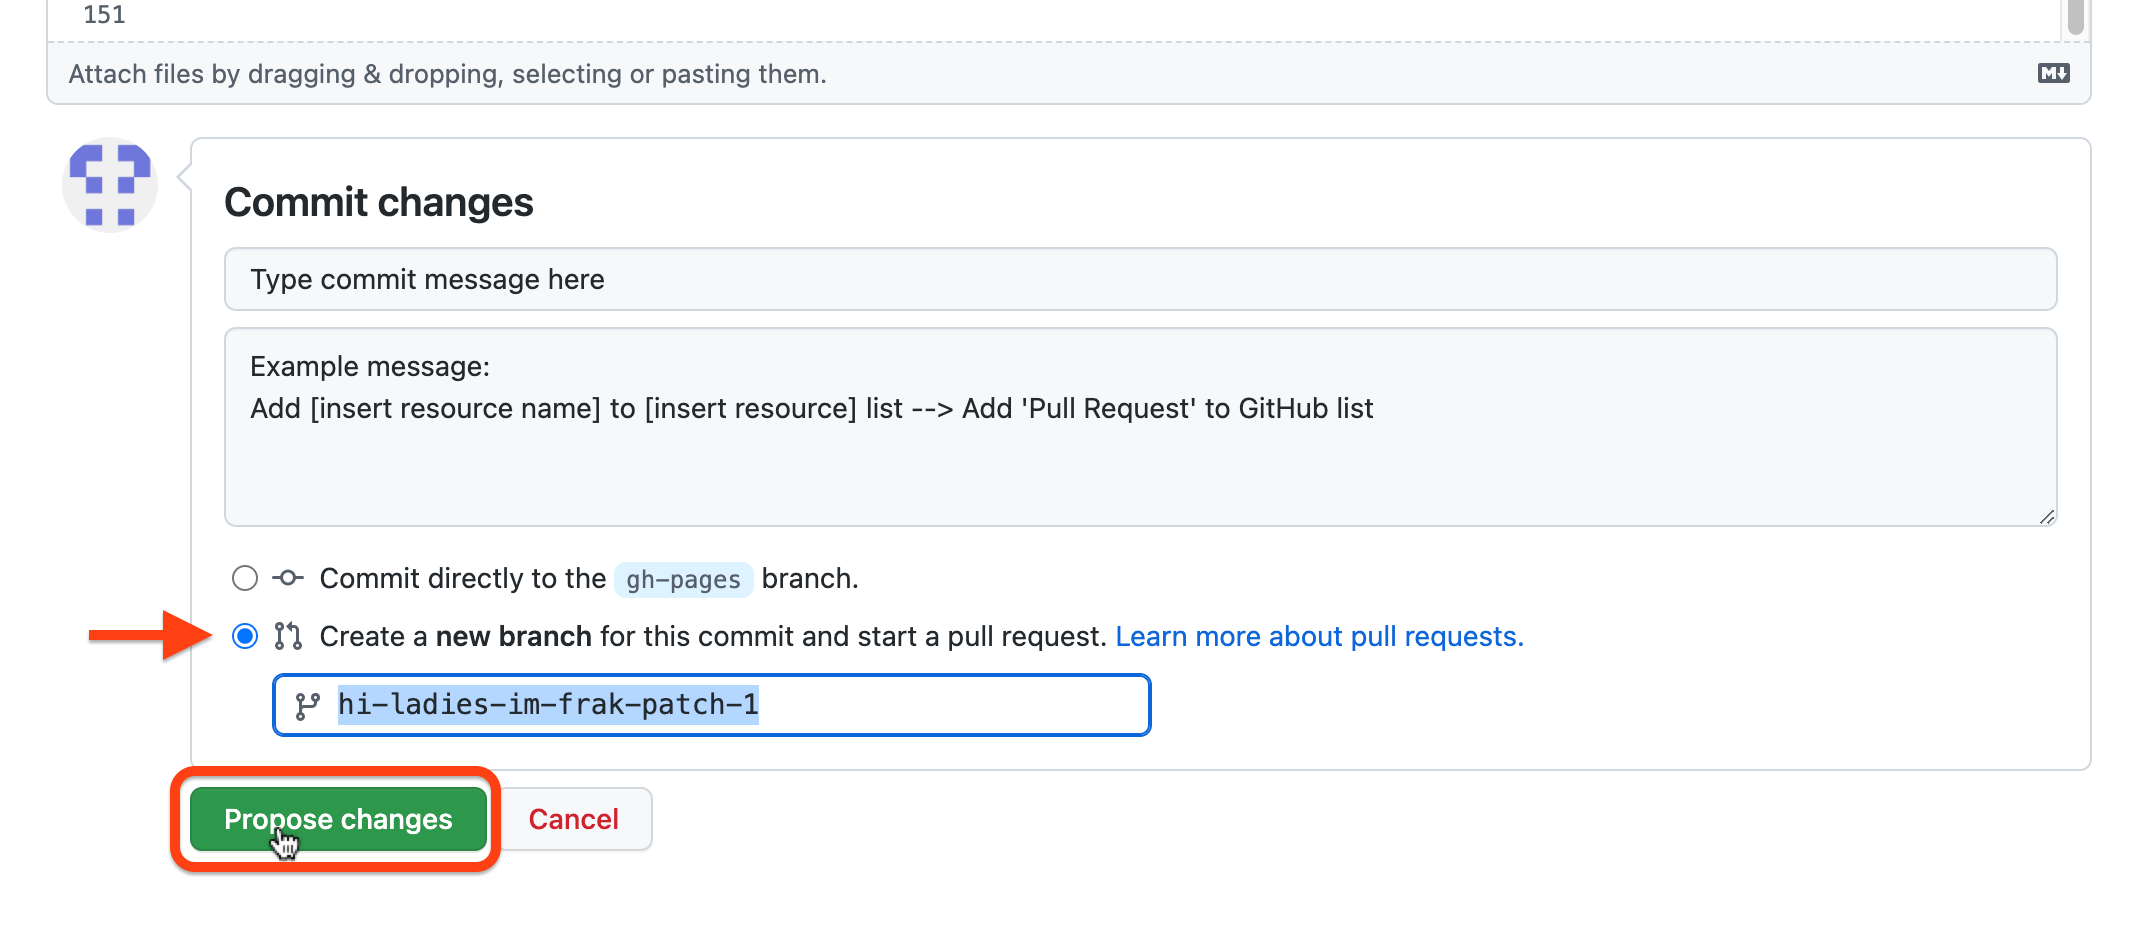 151
Attach files by dragging & dropping, selecting or pasting them.
M
Commit changes
Type commit message here
Example message:
Add [insert resource name] to [insert resource] list --> Add 'Pull Request' to GitHub list
Commit directly to the gh-pages branch.
Create a new branch for this commit and start a pull request. Learn more about pull requests.
hi-ladies-im-frak-patch-1
Propose changes
Cancel